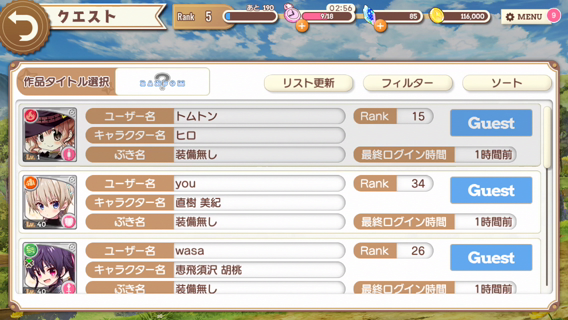 クエスト
Rank 5
あと 190
9/18
02:56
85
116,000
MENU
9
作品タイトル選択
RANDOM
?
リスト更新
フィルター
ソート
ユーザー名 トムトン
Rank 15
Guest
キャラクター名 ヒロ
Lv. 1
ぶき名 装備無し
最終ログイン時間 1時間前
ユーザー名 you
Rank 34
Guest
キャラクター名 直樹 美紀
Lv. 40
ぶき名 装備無し
最終ログイン時間 1時間前
ユーザー名 wasa
Rank 26
Guest
キャラクター名 恵飛須沢 胡桃
Lv. 40
ぶき名 装備無し
最終ログイン時間 1時間前